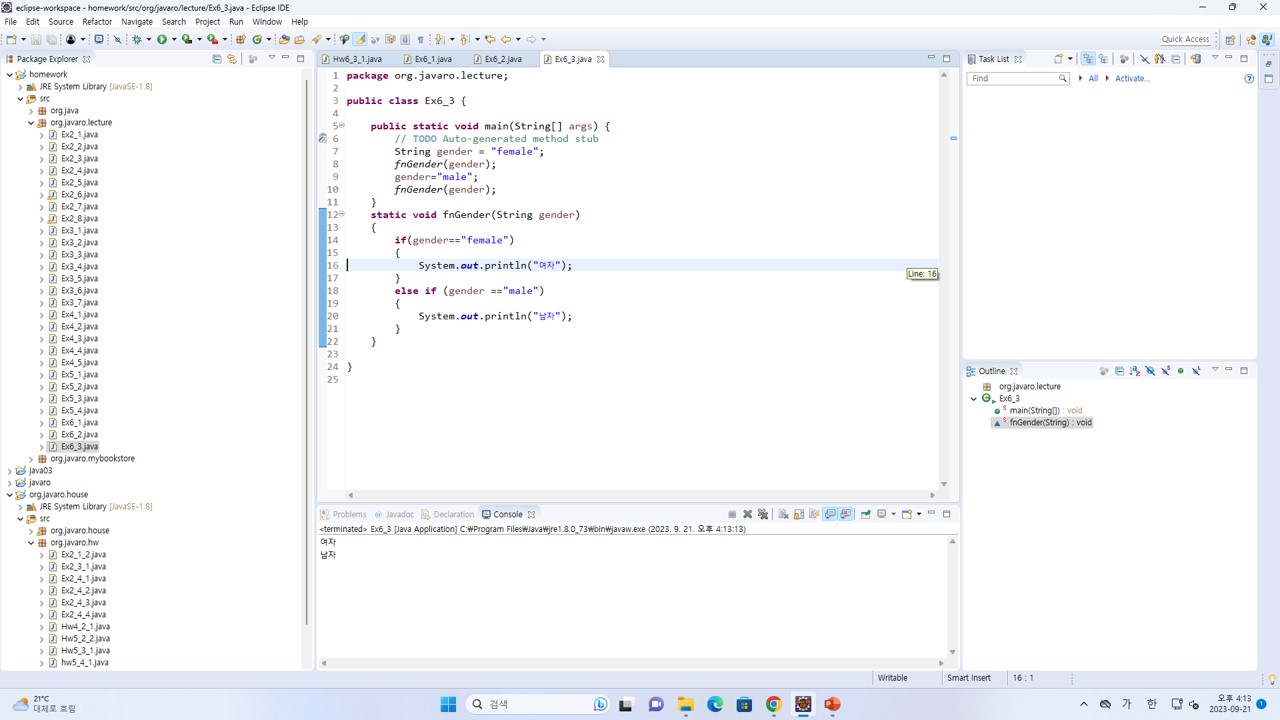 eclipse-workspace - homework/src/org/javaro/lecture/Ex6_3.java - Eclipse IDE
File Edit Source Refactor Navigate Search Project Run Window Help
Quick Access
Package Explorer
homework
JRE System Library [JavaSE-1.8]
src
org.java
org.javaro.lecture
Ex2_1.java
Ex2_2.java
Ex2_3.java
Ex2_4.java
Ex2_5.java
Ex2_6.java
Ex2_7.java
Ex2_8.java
Ex3_1.java
Ex3_2.java
Ex3_3.java
Ex3_4.java
Ex3_5.java
Ex3_6.java
Ex3_7.java
Ex4_1.java
Ex4_2.java
Ex4_3.java
Ex4_4.java
Ex4_5.java
Ex5_1.java
Ex5_2.java
Ex5_3.java
Ex5_4.java
Ex6_1.java
Ex6_2.java
Ex6_3.java
org.javaro.mybookstore
java03
javaro
org.javaro.house
JRE System Library [JavaSE-1.8]
src
org.javaro.house
org.javaro.hw
Ex2_1_2.java
Ex2_3_1.java
Ex2_4_1.java
Ex2_4_2.java
Ex2_4_3.java
Ex2_4_4.java
Hw4_2_1.java
Hw5_2_2.java
Hw5_3_1.java
hw5_4_1.java
Hw6_3_1.java Ex6_1.java Ex6_2.java Ex6_3.java
1 package org.javaro.lecture;
2
3 public class Ex6_3 {
4
5 public static void main(String[] args) {
6 // TODO Auto-generated method stub
7 String gender = "female";
8 fnGender(gender);
9 gender="male";
10 fnGender(gender);
11 }
12 static void fnGender(String gender)
13 {
14 if(gender=="female")
15 {
16 System.out.println("여자");
17 }
18 else if (gender =="male")
19 {
20 System.out.println("남자");
21 }
22 }
23
24 }
25
Line: 16
Problems Javadoc Declaration Console
<terminated> Ex6_3 [Java Application] C:₩Program Files₩Java₩jre1.8.0_73₩bin₩javaw.exe (2023. 9. 21. 오후 4:13:13)
여자
남자
Task List
Find All Activate...
Outline
org.javaro.lecture
Ex6_3
main(String[]) : void
fnGender(String) : void
Writable Smart Insert 16 : 1
21°C
대체로 흐림
검색
가 한
오후 4:13
2023-09-21